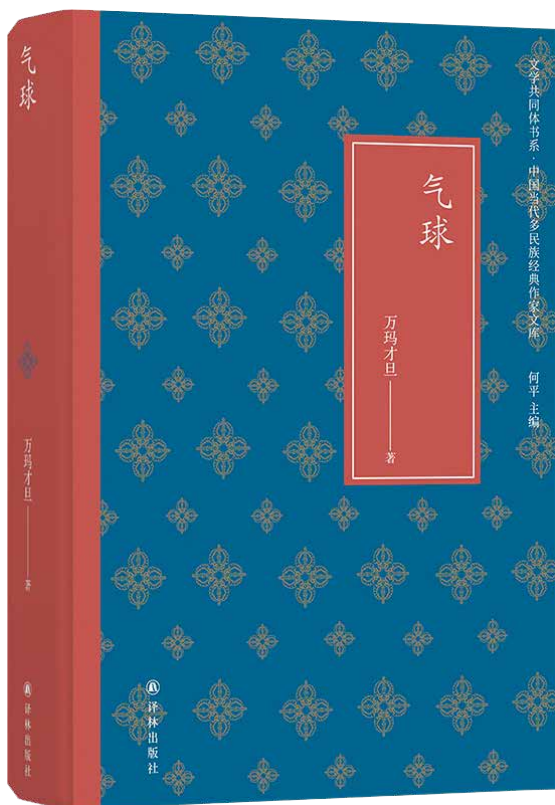 气球
万玛才旦——著
译林出版社
气球
万玛才旦——著
文学共同体书系·中国当代多民族经典作家文库 何平 主编
译林出版社